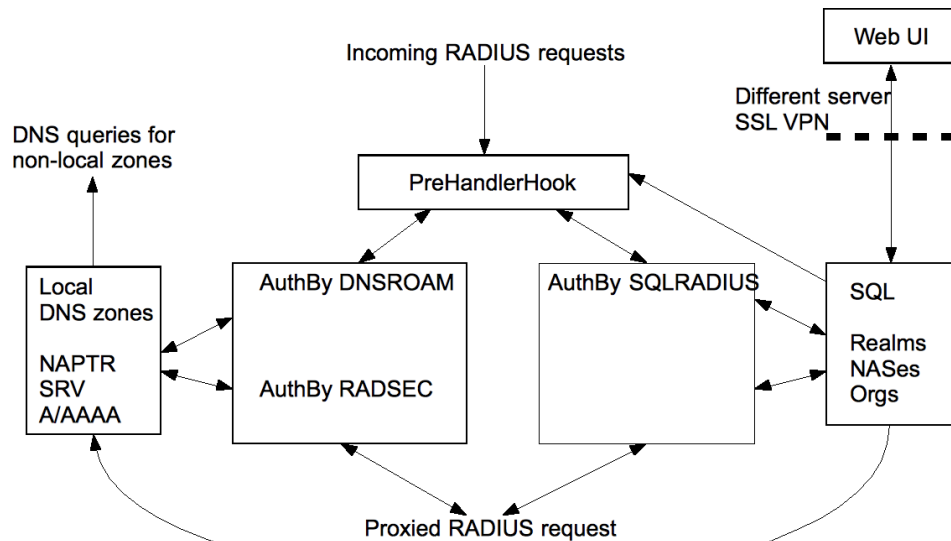 Web UI
Incoming RADIUS requests
Different server
SSL VPN
DNS queries for
non-local zones
PreHandlerHook
Local
DNS zones
NAPTR
SRV
A/AAAA
AuthBy DNSROAM
AuthBy RADSEC
AuthBy SQLRADIUS
SQL
Realms
NASes
Orgs
Proxied RADIUS request